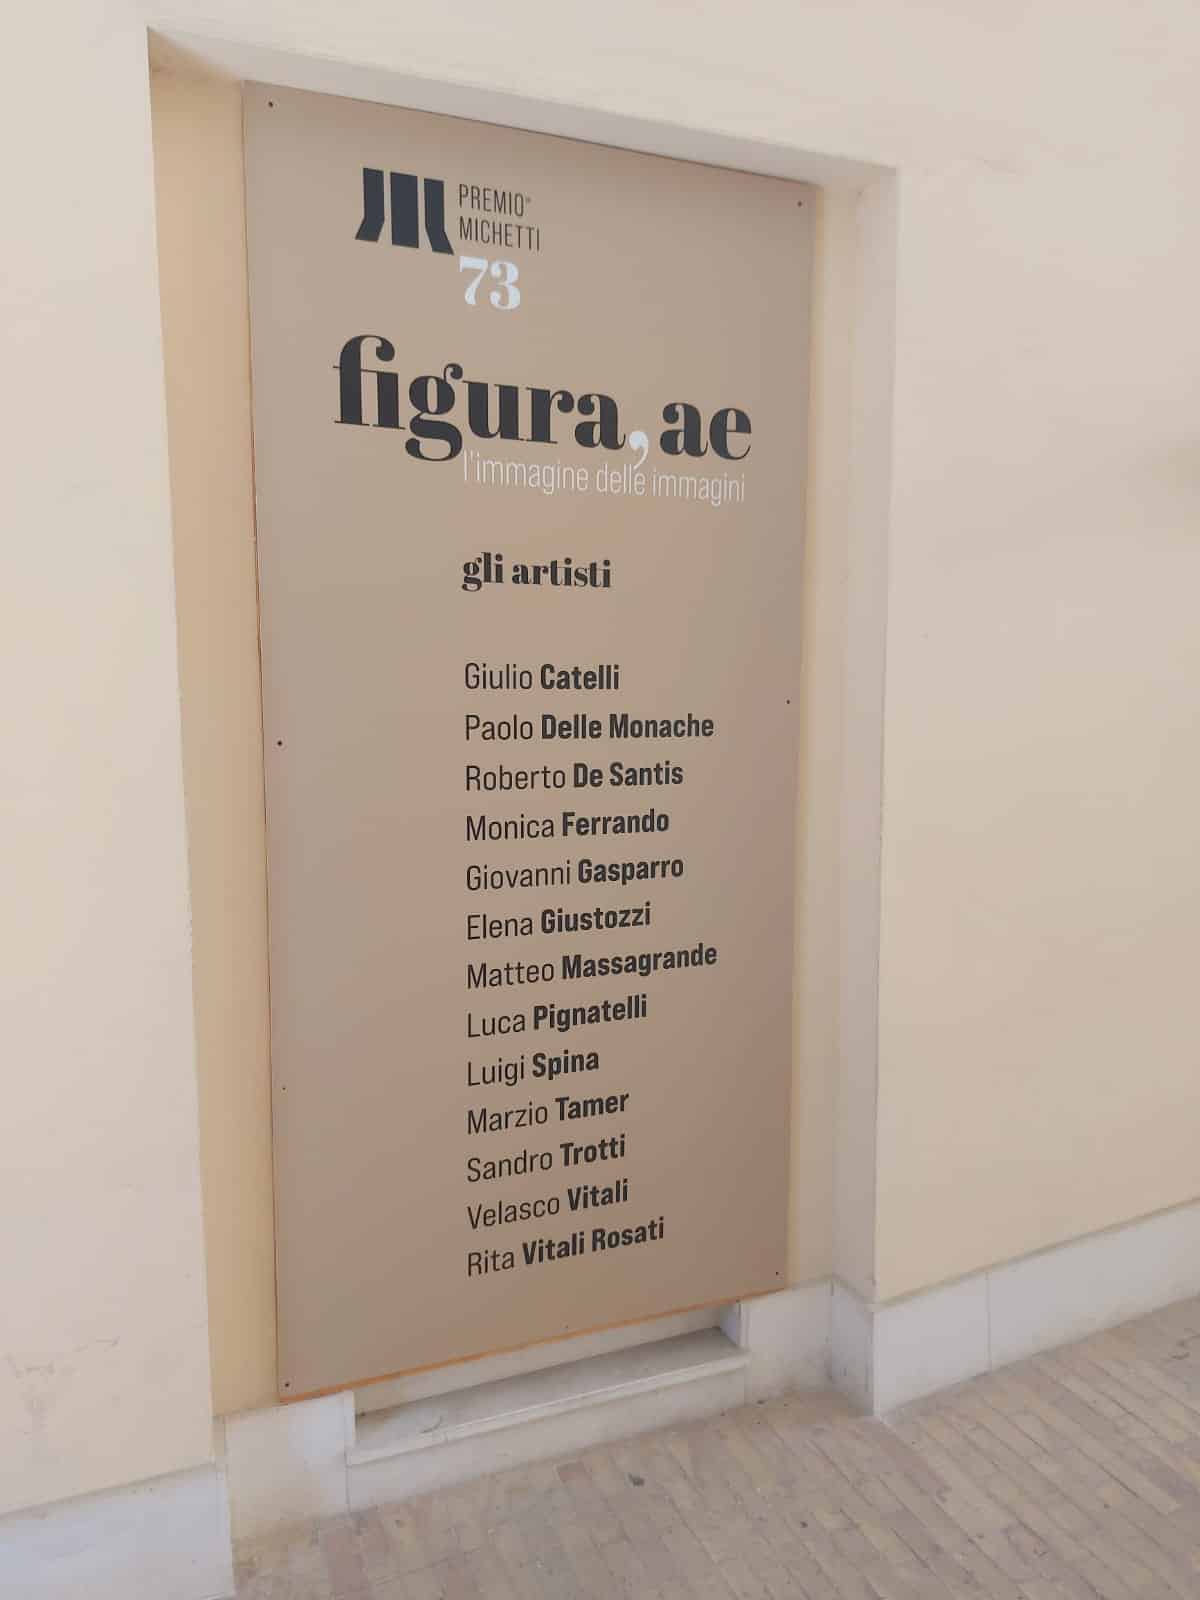 PREMIO®
MICHETTI
73
figura, ae
l'immagine delle immagini
gli artisti
Giulio Catelli
Paolo Delle Monache
Roberto De Santis
Monica Ferrando
Giovanni Gasparro
Elena Giustozzi
Matteo Massagrande
Luca Pignatelli
Luigi Spina
Marzio Tamer
Sandro Trotti
Velasco Vitali
Rita Vitali Rosati